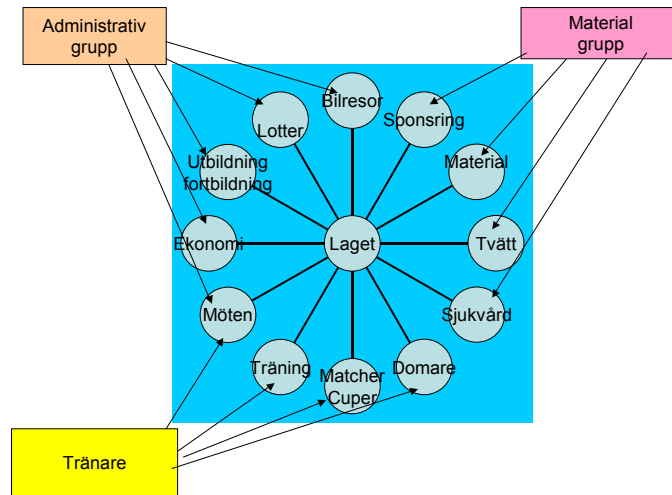 Administrativ
grupp
Material
grupp
Bilresor
Lotter
Sponsring
Utbildning
fortbildning
Material
Ekonomi
Laget
Tvätt
Möten
Sjukvård
Träning
Matcher
Cuper
Domare
Tränare